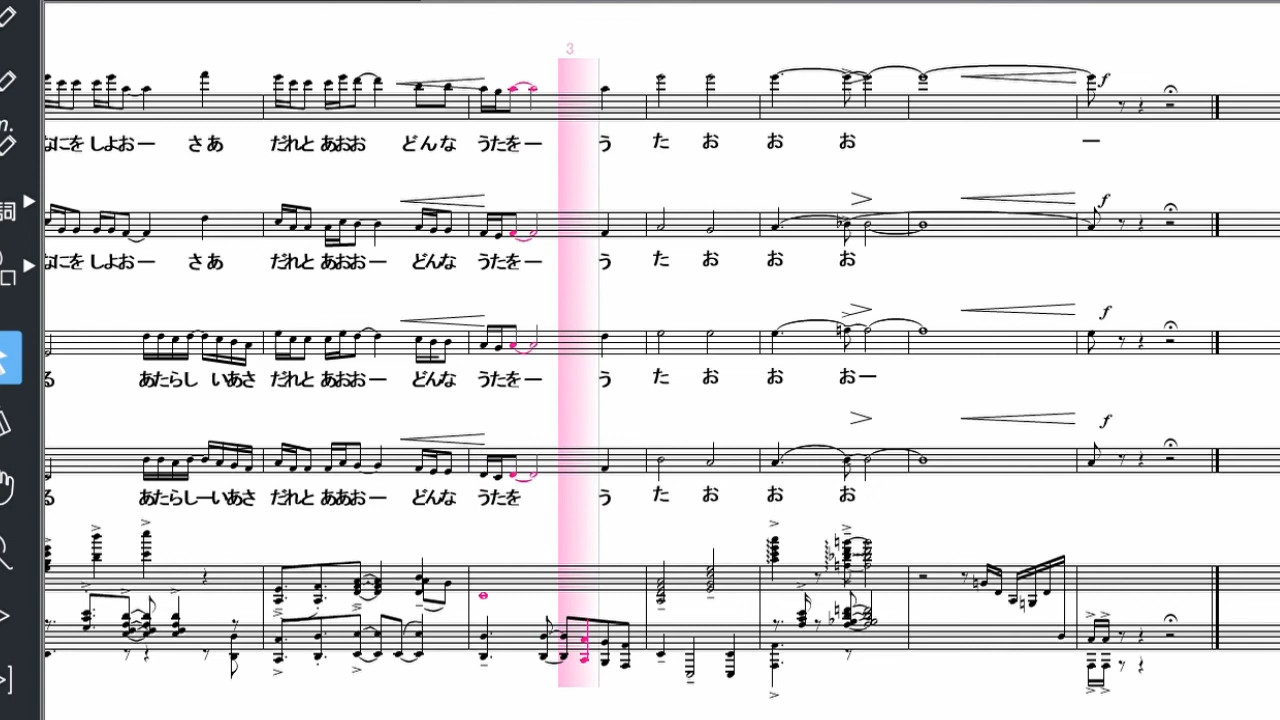 3
なにを しよおー さあ だれと あおお どんな うたをー う た お お お ー
f
なにを しよおー さあ だれと あおおー どんな うたをー う た お お お
f
る あたらし いあさ だれと あおおー どんな うたをー う た お お おー
f
る あたらしーいあさ だれと ああおー どんな うたを う た お お お
f
詞